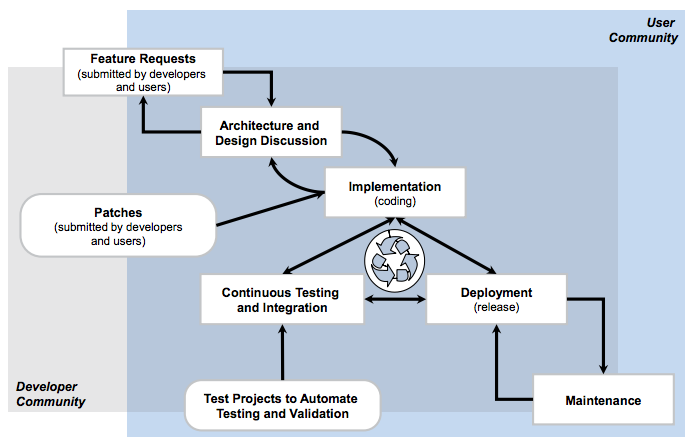 User
Community
Feature Requests
(submitted by developers
and users)
Architecture and
Design Discussion
Implementation
(coding)
Patches
(submitted by developers
and users)
Continuous Testing
and Integration
Deployment
(release)
Developer
Community
Test Projects to Automate
Testing and Validation
Maintenance